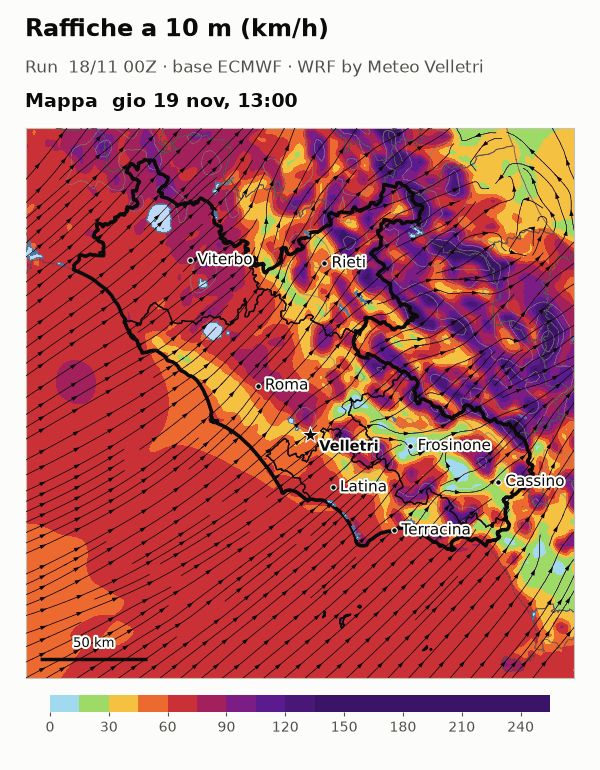 Raffiche a 10 m (km/h)
Run  18/11 00Z · base ECMWF · WRF by Meteo Velletri
Mappa  gio 19 nov, 13:00
Viterbo
Rieti
Roma
Velletri
Frosinone
Cassino
Latina
Terracina
50 km
0 30 60 90 120 150 180 210 240